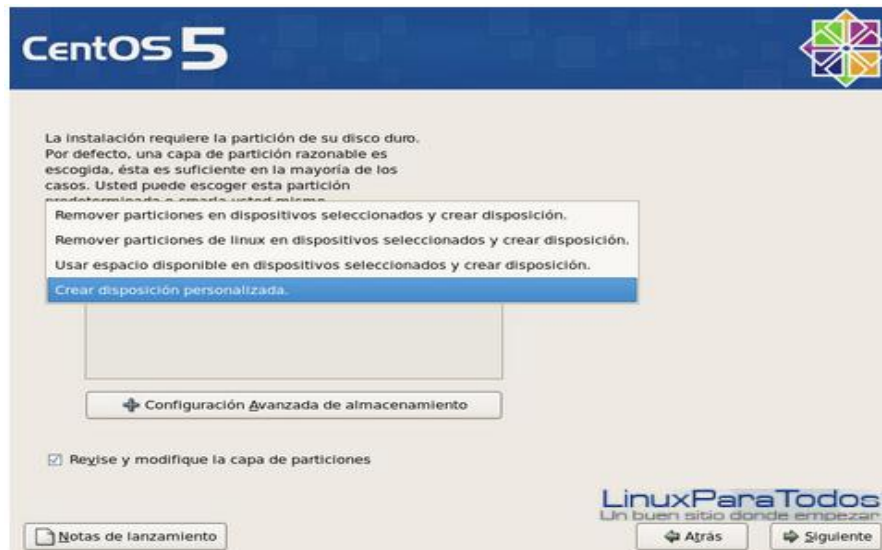 CentOS 5
La instalación requiere la partición de su disco duro.
Por defecto, una capa de partición razonable es
escogida, ésta es suficiente en la mayoría de los
casos. Usted puede escoger esta partición
Remover particiones en dispositivos seleccionados y crear disposición.
Remover particiones de linux en dispositivos seleccionados y crear disposición.
Usar espacio disponible en dispositivos seleccionados y crear disposición.
Crear disposición personalizada.
Configuración Avanzada de almacenamiento
Revise y modifique la capa de particiones
LinuxParaTodos
Un buen sitio donde empezar
Notas de lanzamiento
Atrás
Siguiente